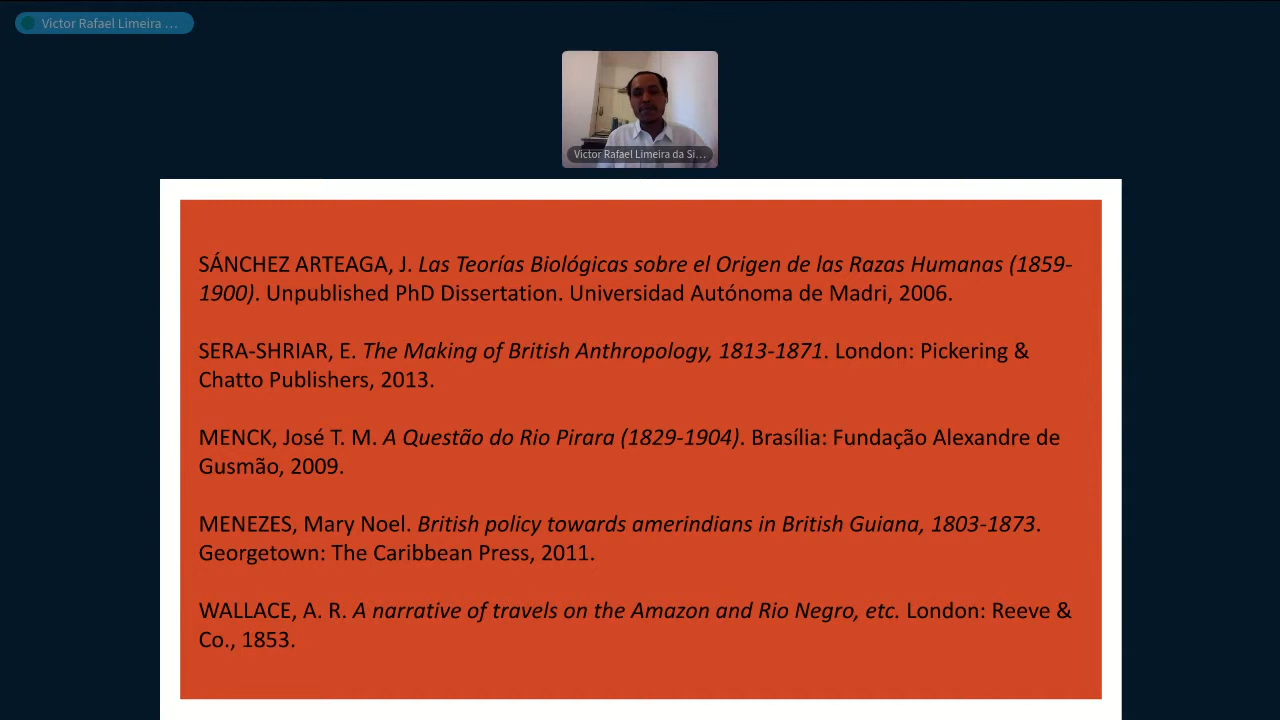 Victor Rafael Limeira ...
Victor Rafael Limeira da Si...
SÁNCHEZ ARTEAGA, J. Las Teorías Biológicas sobre el Origen de las Razas Humanas (1859-
1900). Unpublished PhD Dissertation. Universidad Autónoma de Madri, 2006.
SERA-SHRIAR, E. The Making of British Anthropology, 1813-1871. London: Pickering &
Chatto Publishers, 2013.
MENCK, José T. M. A Questão do Rio Pirara (1829-1904). Brasília: Fundação Alexandre de
Gusmão, 2009.
MENEZES, Mary Noel. British policy towards amerindians in British Guiana, 1803-1873.
Georgetown: The Caribbean Press, 2011.
WALLACE, A. R. A narrative of travels on the Amazon and Rio Negro, etc. London: Reeve &
Co., 1853.